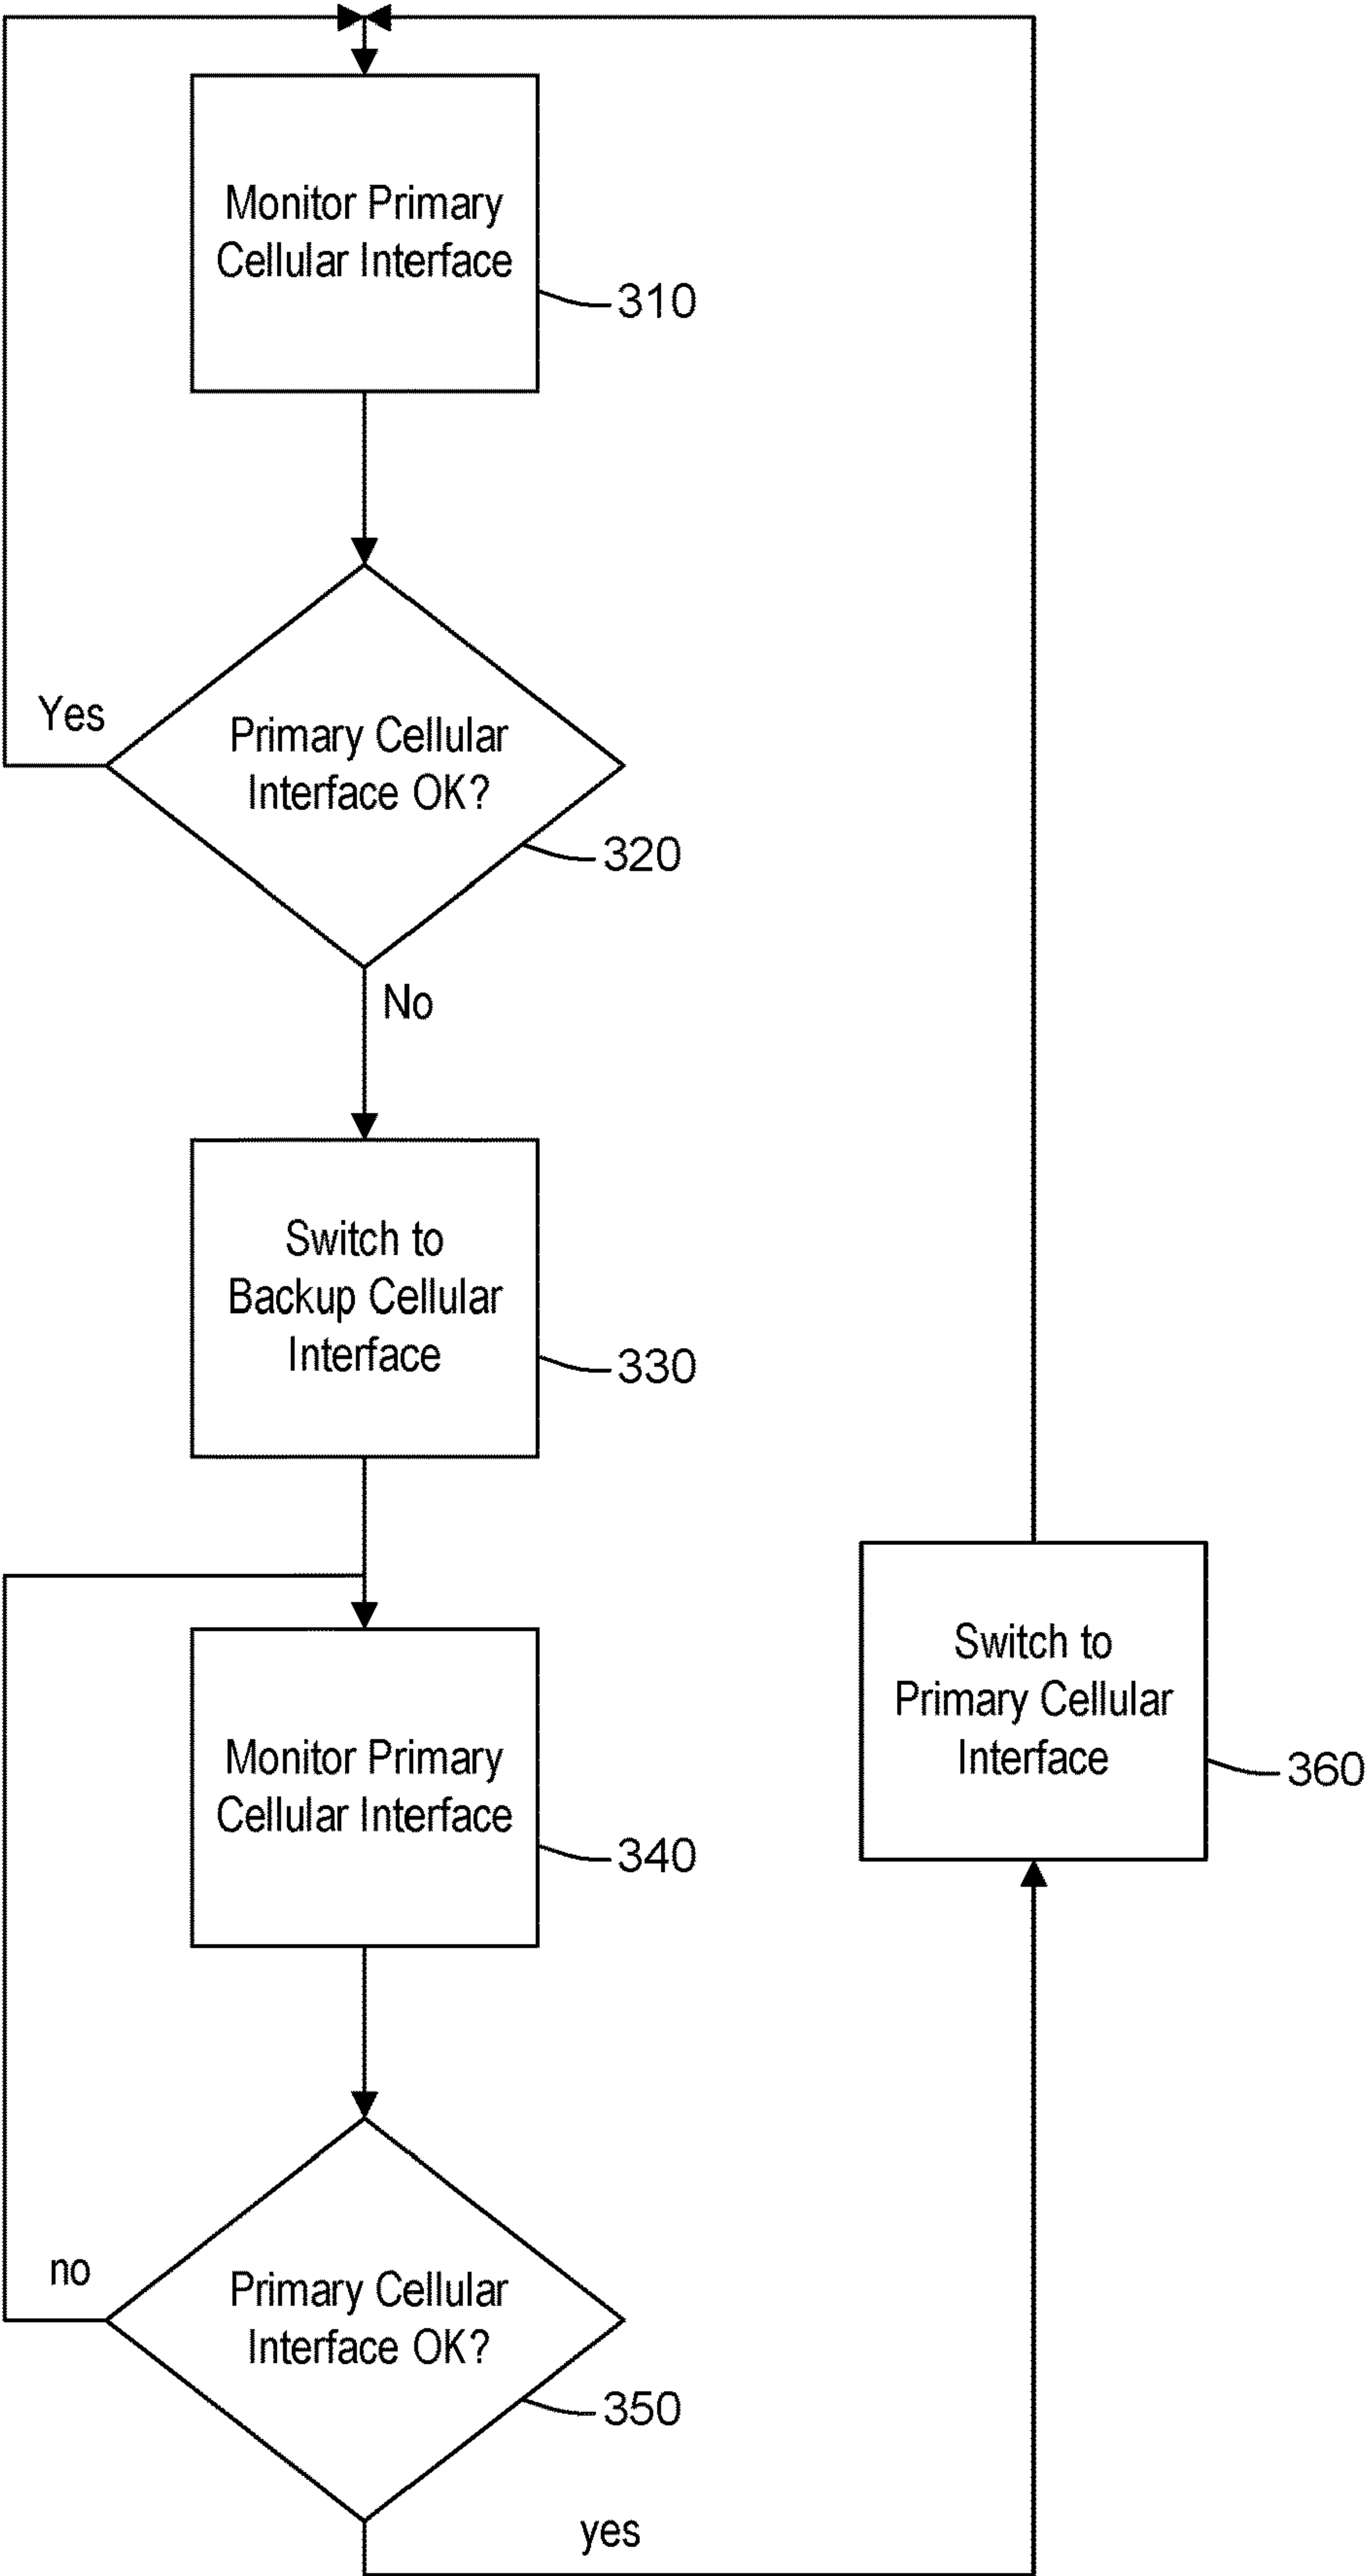 Monitor Primary
Cellular Interface
310
Yes
Primary Cellular
Interface OK?
320
No
Switch to
Backup Cellular
Interface
330
Switch to
Primary Cellular
Interface
360
Monitor Primary
Cellular Interface
340
no
Primary Cellular
Interface OK?
350
yes